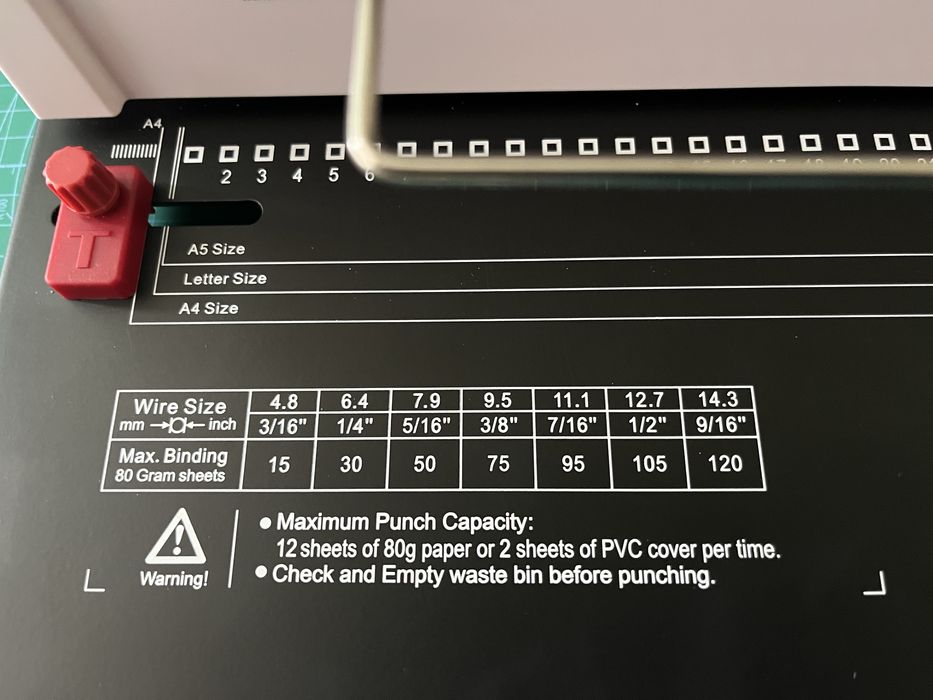 A4
2 3 4 5 6
T
A5 Size
Letter Size
A4 Size
Wire Size 4.8 6.4 7.9 9.5 11.1 12.7 14.3
mm inch 3/16" 1/4" 5/16" 3/8" 7/16" 1/2" 9/16"
Max. Binding
80 Gram sheets 15 30 50 75 95 105 120
Maximum Punch Capacity:
12 sheets of 80g paper or 2 sheets of PVC cover per time.
Warning! Check and Empty waste bin before punching.